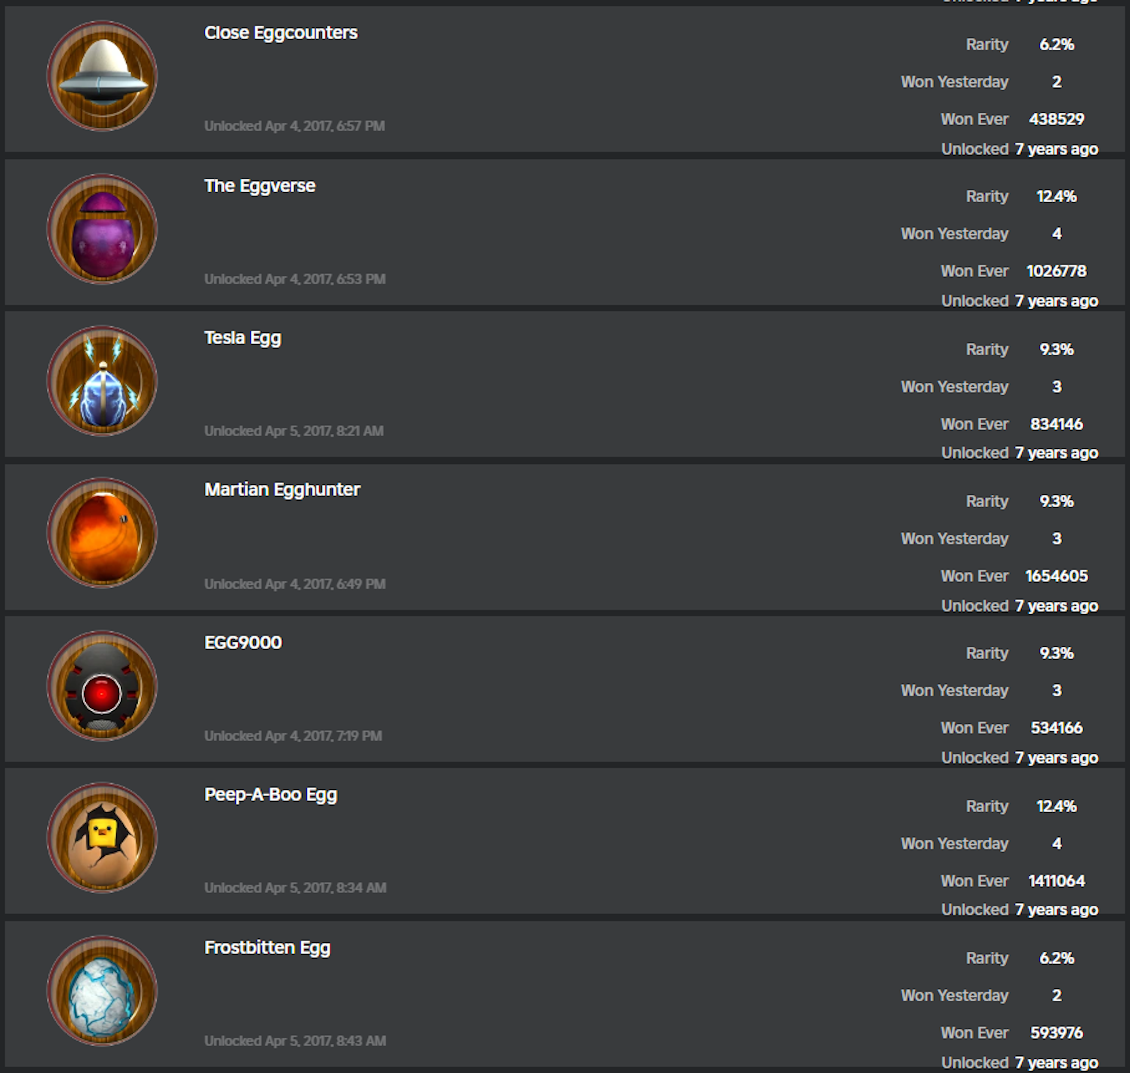 Unlocked 7 years ago
Close Eggcounters
Rarity 6.2%
Won Yesterday 2
Won Ever 438529
Unlocked Apr 4, 2017, 6:57 PM
Unlocked 7 years ago
The Eggverse
Rarity 12.4%
Won Yesterday 4
Won Ever 1026778
Unlocked Apr 4, 2017, 6:53 PM
Unlocked 7 years ago
Tesla Egg
Rarity 9.3%
Won Yesterday 3
Won Ever 834146
Unlocked Apr 5, 2017, 8:21 AM
Unlocked 7 years ago
Martian Egghunter
Rarity 9.3%
Won Yesterday 3
Won Ever 1654605
Unlocked Apr 4, 2017, 6:49 PM
Unlocked 7 years ago
EGG9000
Rarity 9.3%
Won Yesterday 3
Won Ever 534166
Unlocked Apr 4, 2017, 7:19 PM
Unlocked 7 years ago
Peep-A-Boo Egg
Rarity 12.4%
Won Yesterday 4
Won Ever 1411064
Unlocked Apr 5, 2017, 8:34 AM
Unlocked 7 years ago
Frostbitten Egg
Rarity 6.2%
Won Yesterday 2
Won Ever 593976
Unlocked Apr 5, 2017, 8:43 AM
Unlocked 7 years ago